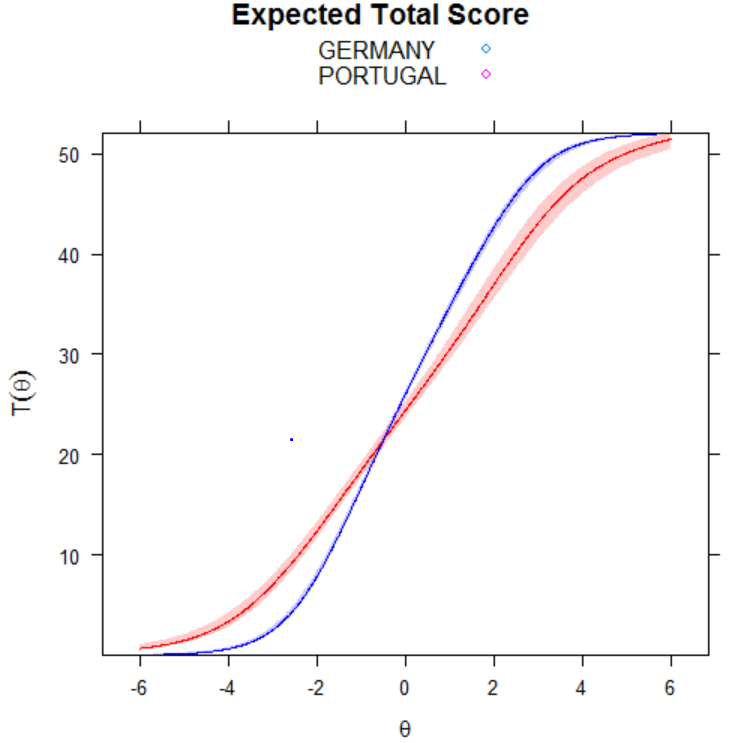 Expected Total Score
GERMANY
PORTUGAL
50
40
30
20
10
T(θ)
-6 -4 -2 0 2 4 6
θ